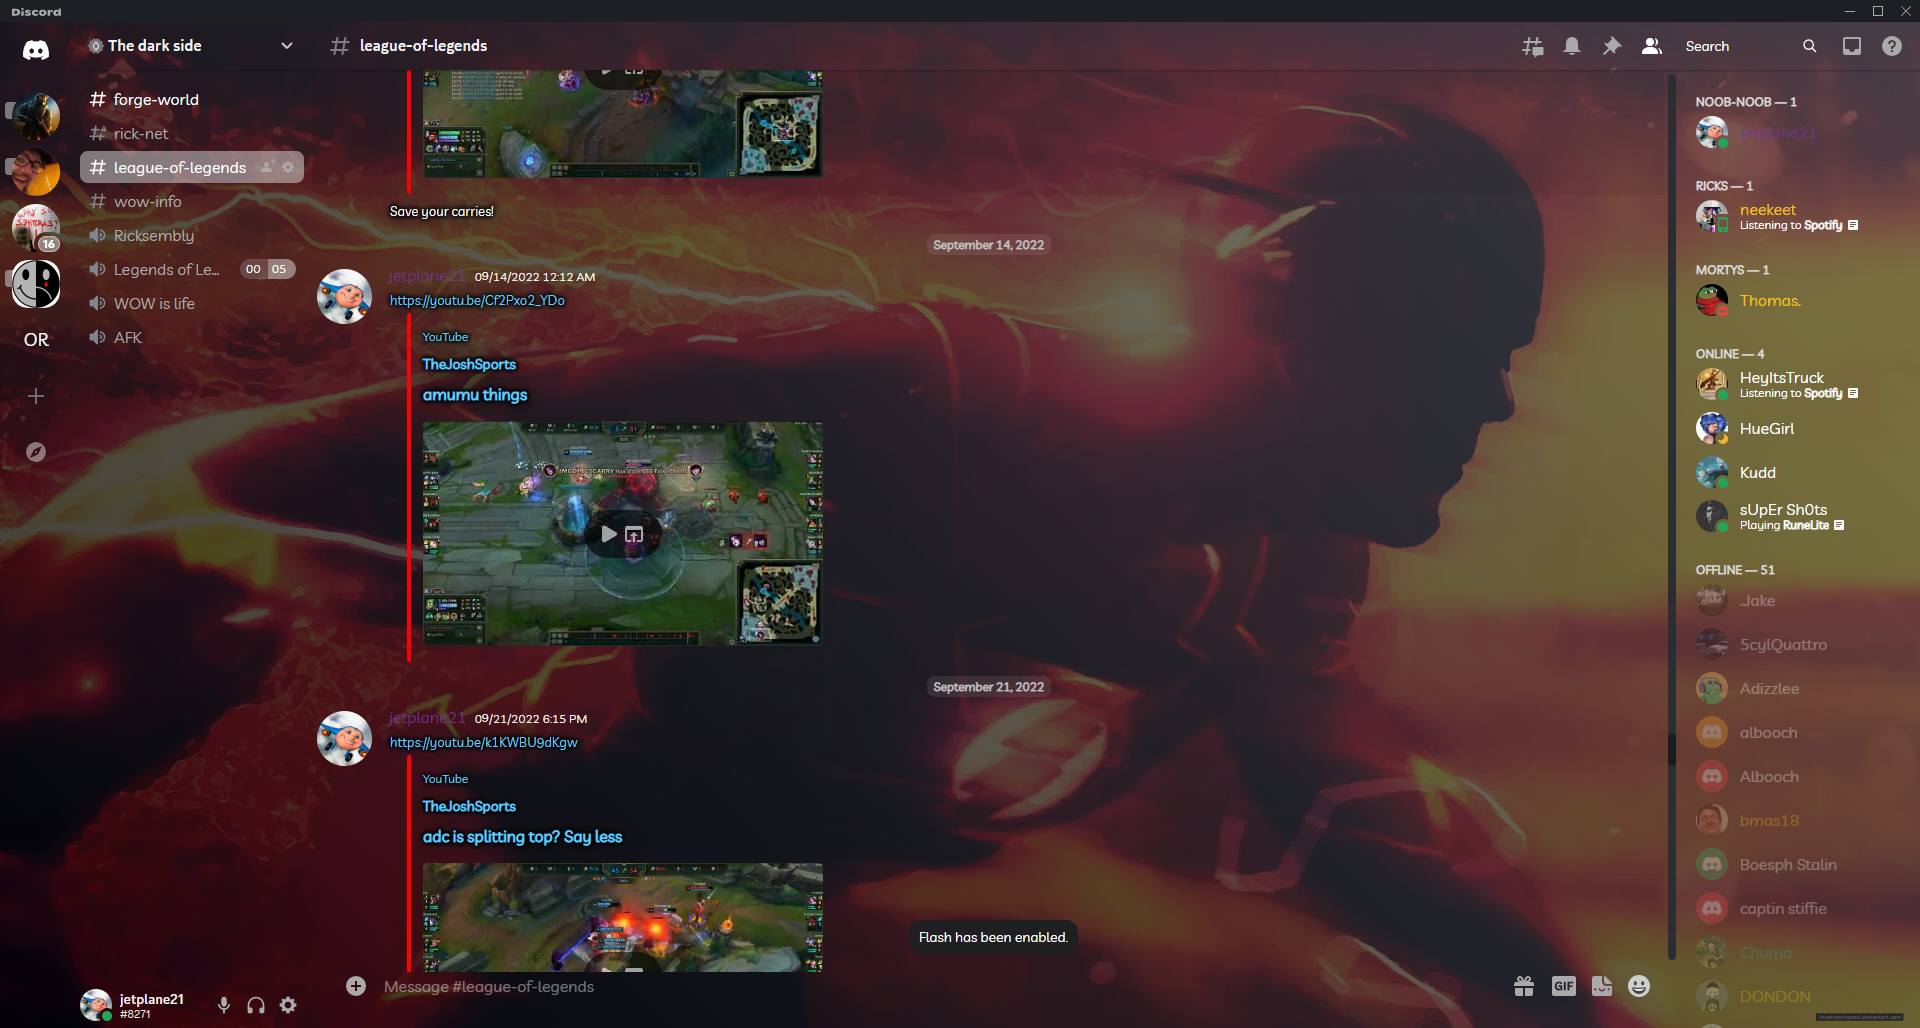 Discord
The dark side
league-of-legends
Search
forge-world
rick-net
league-of-legends
wow-info
Ricksembly
Legends of Le...
00 05
WOW is life
AFK
16
OR
Save your carries!
September 14, 2022
jetplane21 09/14/2022 12:12 AM
https://youtu.be/Cf2Pxo2_YDo
YouTube
TheJoshSports
amumu things
September 21, 2022
jetplane21 09/21/2022 6:15 PM
https://youtu.be/k1KWBU9dKgw
YouTube
TheJoshSports
adc is splitting top? Say less
45 54
Flash has been enabled.
Message #league-of-legends
GIF
jetplane21
#8271
NOOB-NOOB — 1
jetplane21
RICKS — 1
neekeet
Listening to Spotify
MORTYS — 1
Thomas.
ONLINE — 4
HeyItsTruck
Listening to Spotify
HueGirl
Kudd
sUpEr Sh0ts
Playing RuneLite
OFFLINE — 51
.Jake
5cylQuattro
Adizzlee
albooch
Albooch
bmas18
Boesph Stalin
captin stiffie
Chuma
DONDON